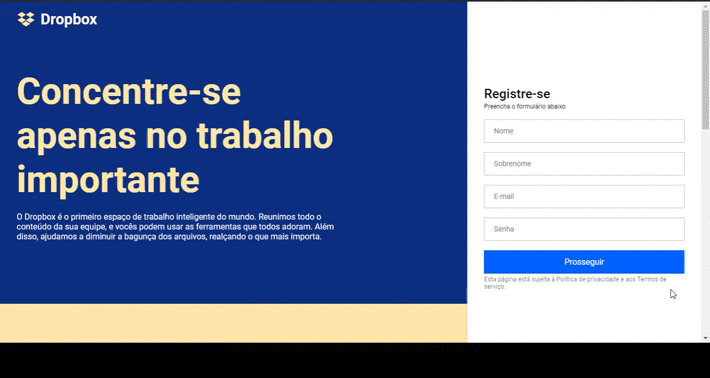 Dropbox
Concentre-se
apenas no trabalho
importante
O Dropbox é o primeiro espaço de trabalho inteligente do mundo. Reunimos todo o
conteúdo da sua equipe, e vocês podem usar as ferramentas que todos adoram. Além
disso, ajudamos a diminuir a bagunça dos arquivos, realçando o que mais importa.
Registre-se
Preencha o formulário abaixo
Nome
Sobrenome
E-mail
Senha
Prosseguir
Esta página está sujeita à Política de privacidade e aos Termos de
serviço.